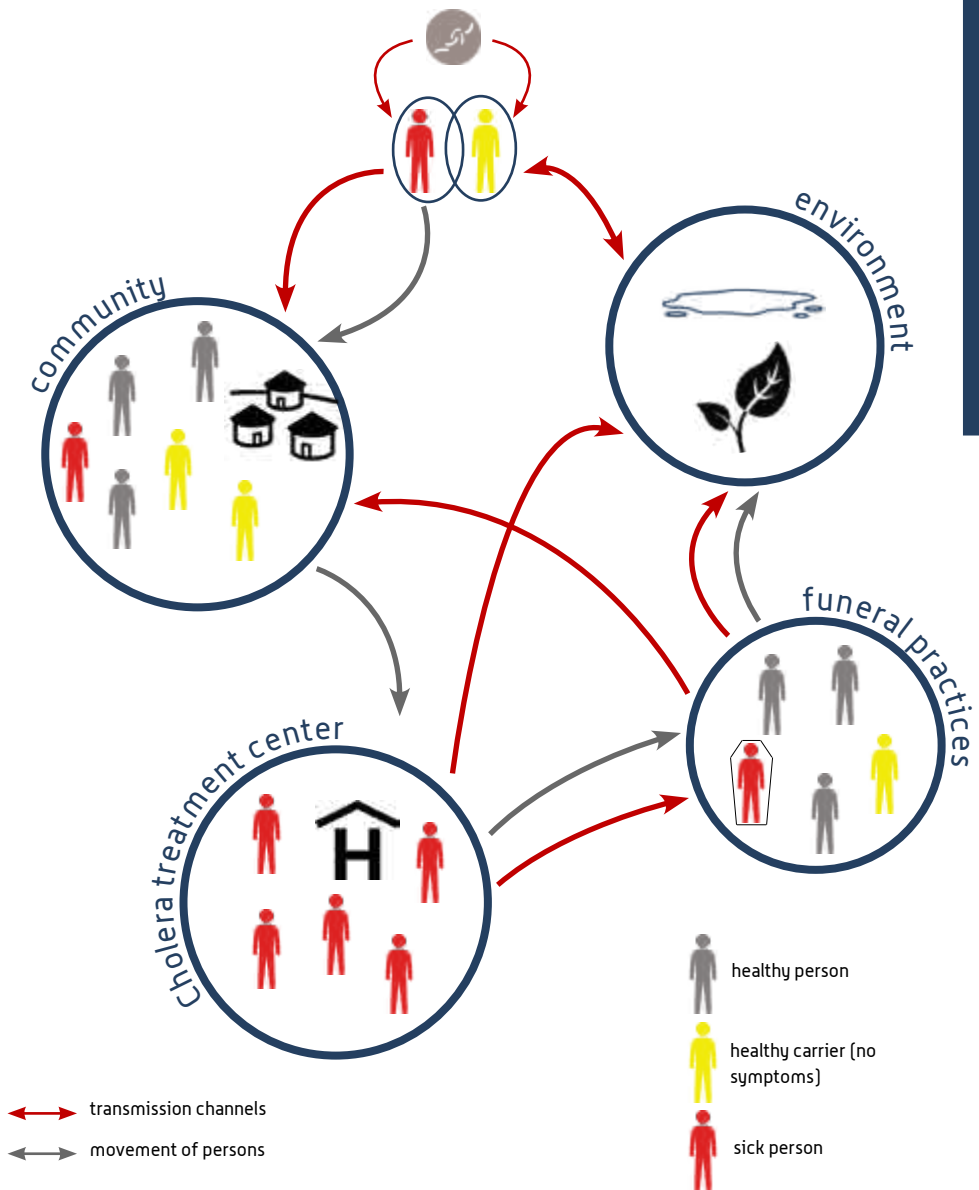 environment
community
funeral practices
Cholera treatment center
healthy person
healthy carrier (no
symptoms)
transmission channels
sick person
movement of persons